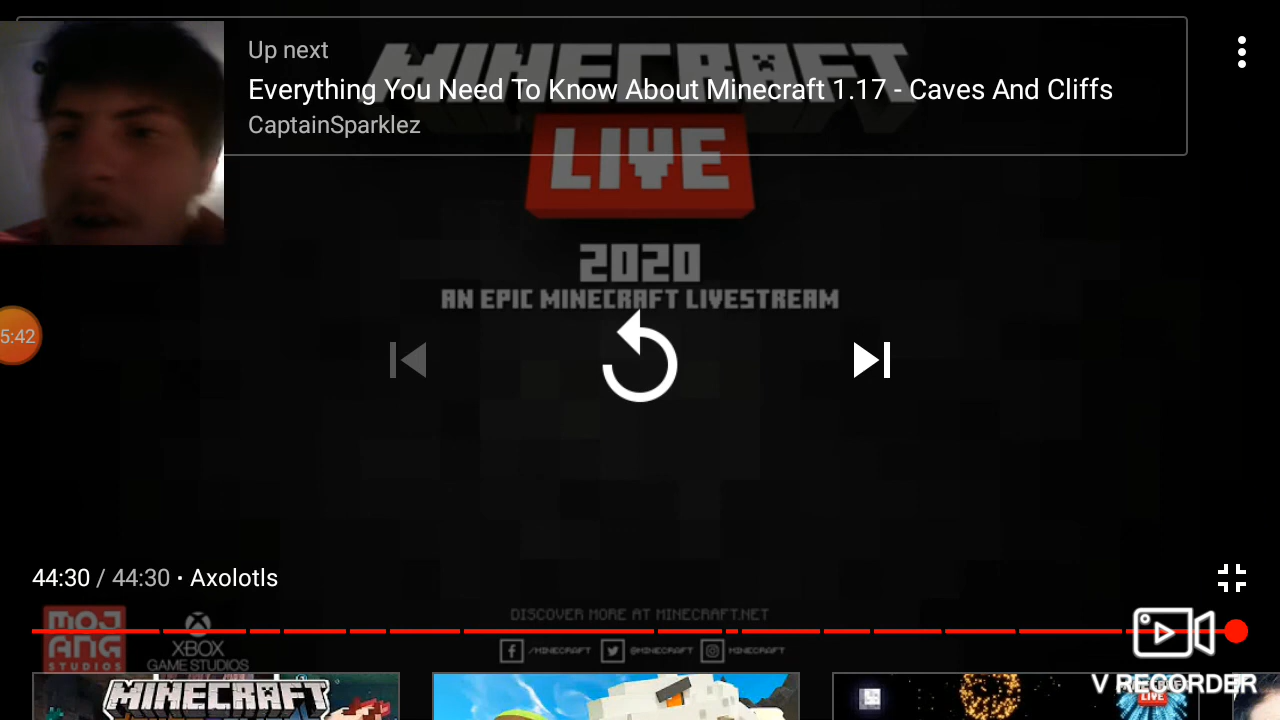 Up next
MINECRAFT
Everything You Need To Know About Minecraft 1.17 - Caves And Cliffs
CaptainSparklez
LIVE
2020
AN EPIC MINECRAFT LIVESTREAM
5:42
44:30 / 44:30 • Axolotls
DISCOVER MORE AT MINECRAFT.NET
MOJ
ANG
STUDIOS
XBOX
GAME STUDIOS
/MINECRAFT
@MINECRAFT
MINECRAFT
V RECORDER
MINECRAFT
LIVE